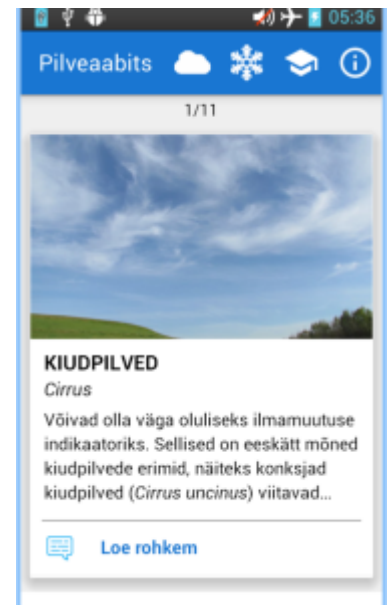 05:36
Pilveaabits
1/11
KIUDPILVED
Cirrus
Võivad olla väga oluliseks ilmamuutuse
indikaatoriks. Sellised on eeskätt mõned
kiudpilvede erimid, näiteks konksjad
kiudpilved (Cirrus uncinus) viitavad...
Loe rohkem